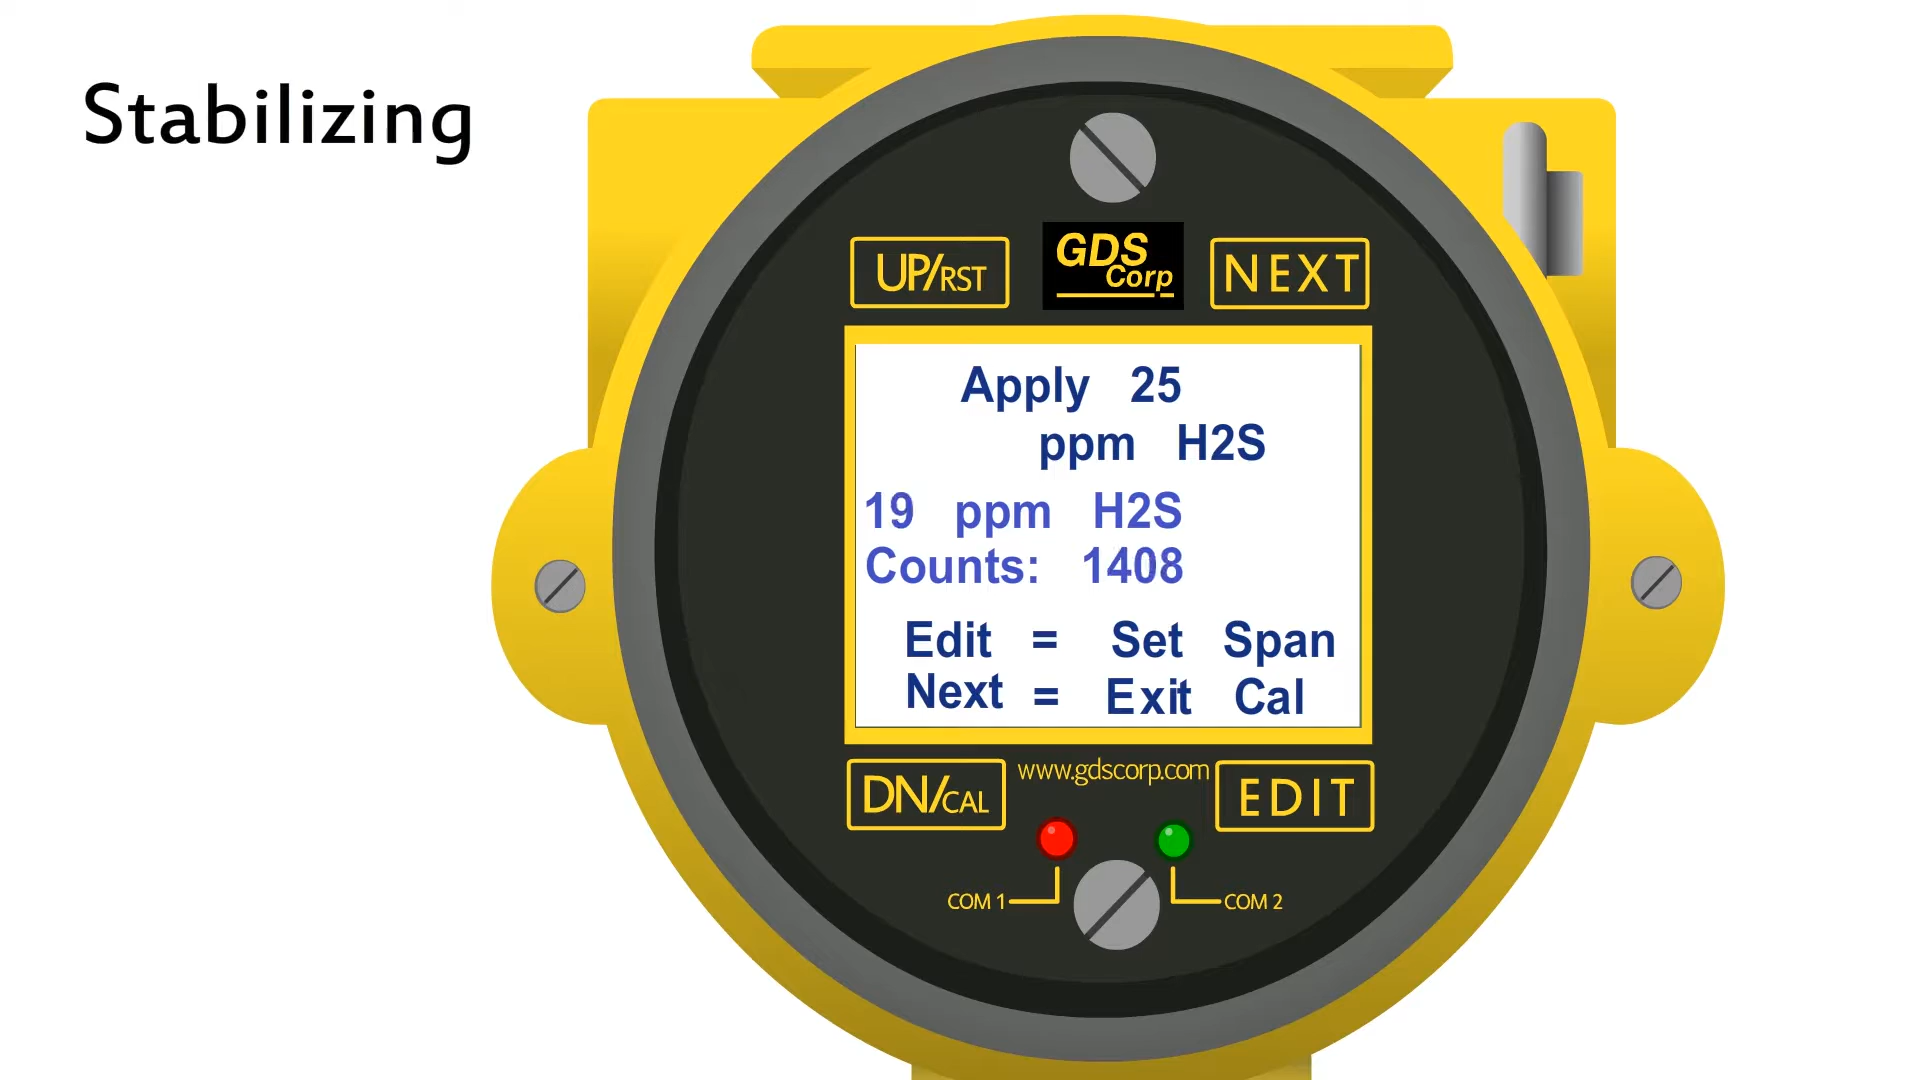 Stabilizing
UP/RST
GDS
Corp
NEXT
Apply 25
ppm H2S
19 ppm H2S
Counts: 1408
Edit = Set Span
Next = Exit Cal
DN/CAL
www.gdscorp.com
EDIT
COM 1
COM 2